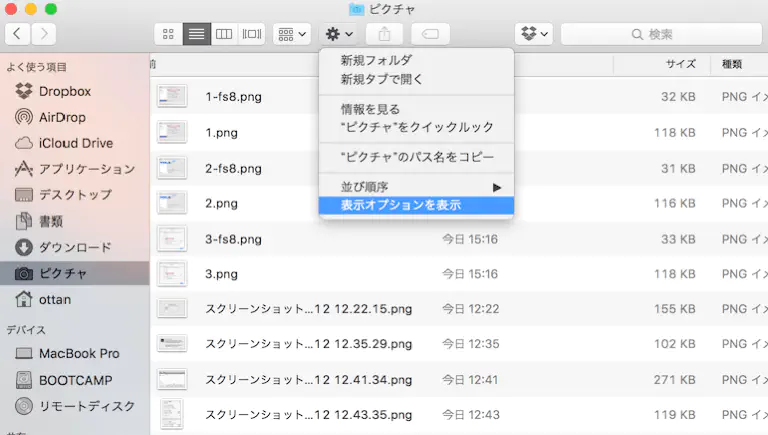 ピクチャ
検索
よく使う項目
Dropbox
AirDrop
iCloud Drive
アプリケーション
デスクトップ
書類
ダウンロード
ピクチャ
ottan
デバイス
MacBook Pro
BOOTCAMP
リモートディスク
前 サイズ 種類
新規フォルダ
新規タブで開く
情報を見る
"ピクチャ"をクイックルック
"ピクチャ"のパス名をコピー
並び順序
表示オプションを表示
1-fs8.png 32 KB PNG イメ
1.png 118 KB PNG イメ
2-fs8.png 31 KB PNG イメ
2.png 116 KB PNG イメ
3-fs8.png 今日 15:16 33 KB PNG イメ
3.png 今日 15:16 118 KB PNG イメ
スクリーンショット...12 12.22.15.png 今日 12:22 155 KB PNG イメ
スクリーンショット...12 12.35.29.png 今日 12:35 102 KB PNG イメ
スクリーンショット...12 12.41.34.png 今日 12:41 271 KB PNG イメ
スクリーンショット...12 12.43.35.png 今日 12:43 119 KB PNG イメ